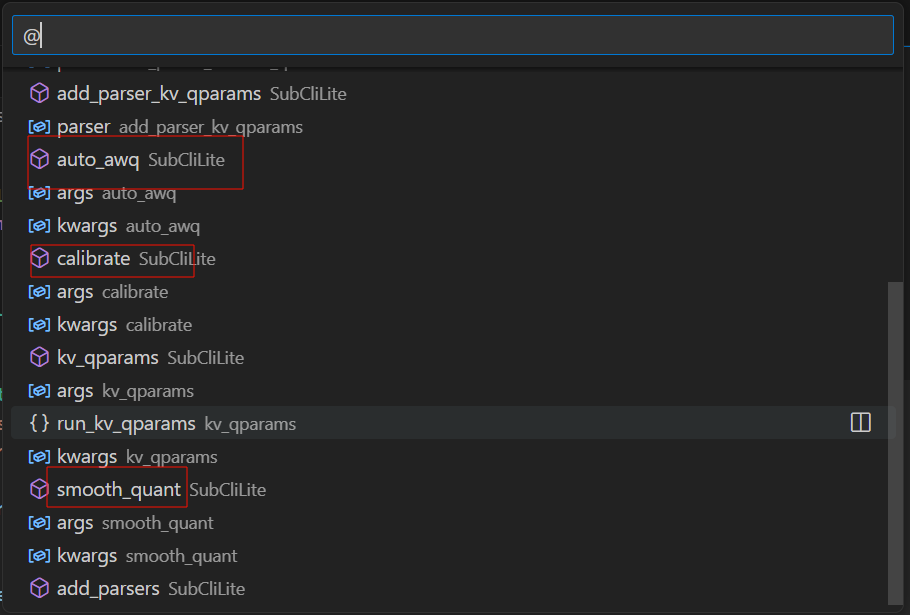 @
add_parser_kv_qparams SubCliLite
parser add_parser_kv_qparams
auto_awq SubCliLite
args auto_awq
kwargs auto_awq
calibrate SubCliLite
args calibrate
kwargs calibrate
kv_qparams SubCliLite
args kv_qparams
{} run_kv_qparams kv_qparams
kwargs kv_qparams
smooth_quant SubCliLite
args smooth_quant
kwargs smooth_quant
add_parsers SubCliLite